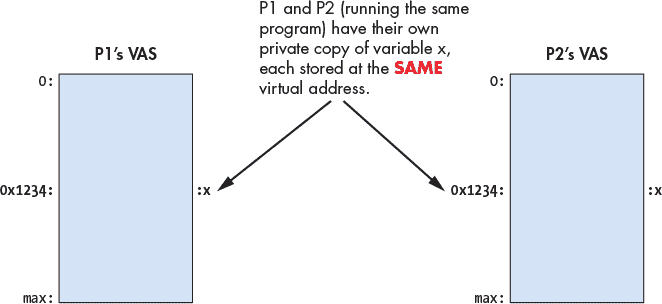 P1 and P2 (running the same
program) have their own
private copy of variable x,
each stored at the SAME
virtual address.
P1's VAS
0:
0x1234:
:x
max:
P2's VAS
0:
0x1234:
:x
max: